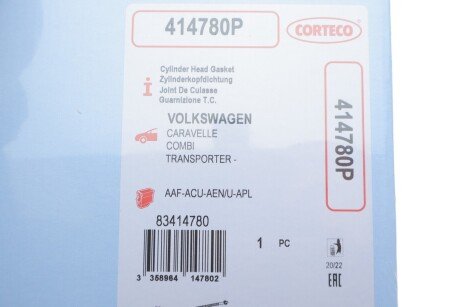 414780P
CORTECO
Cylinder Head Gasket
Zylinderkopfdichtung
Joint De Culasse
Guarnizione T.C.
i
VOLKSWAGEN
CARAVELLE
COMBI
TRANSPORTER -
414780P
AAF-ACU-AEN/U-APL
83414780
1 PC
3 358964 147802
20/22
EAC